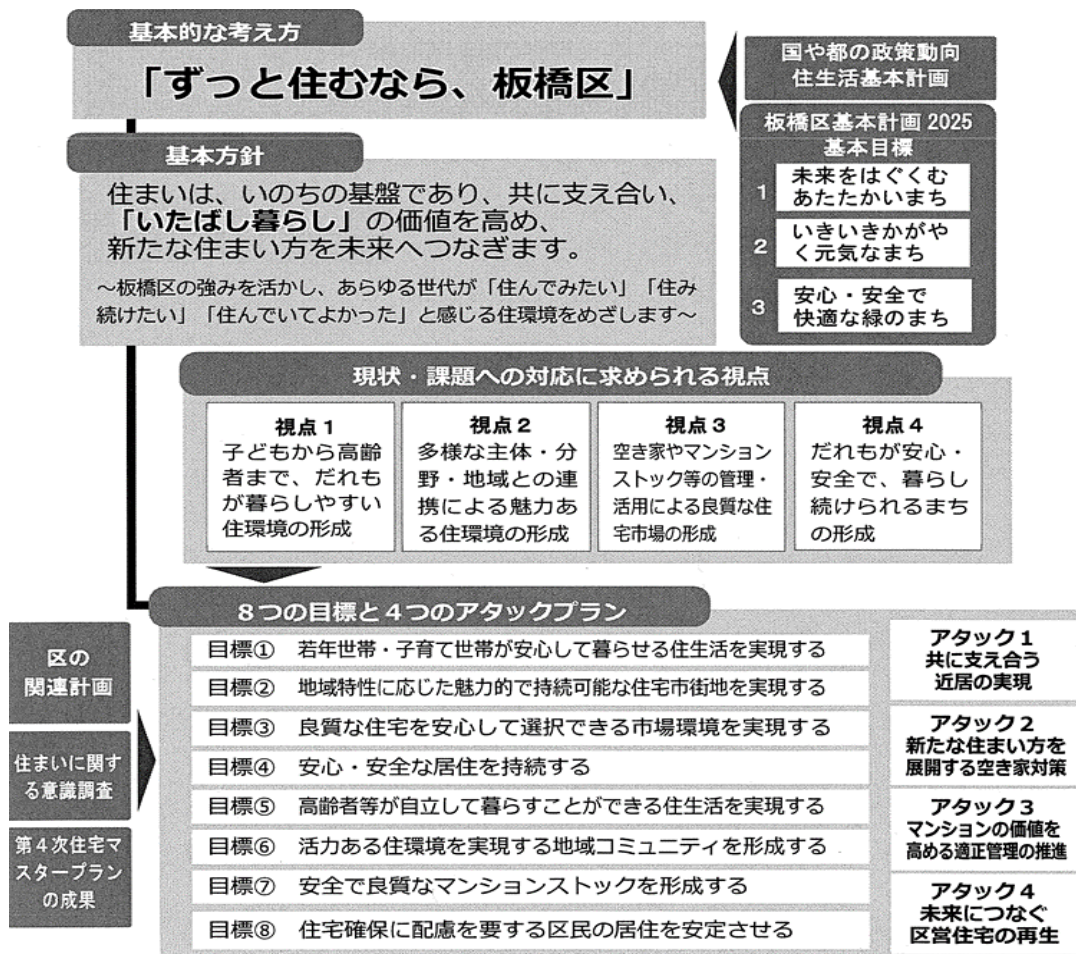 基本的な考え方
「ずっと住むなら、板橋区」
国や都の政策動向
住生活基本計画
板橋区基本計画 2025
基本目標
1
未来をはぐくむ
あたたかいまち
2
いきいきかがや
く元気なまち
3
安心・安全で
快適な緑のまち
基本方針
住まいは、いのちの基盤であり、共に支え合い、
「いたばし暮らし」の価値を高め、
新たな住まい方を未来へつなぎます。
～板橋区の強みを活かし、あらゆる世代が「住んでみたい」「住み
続けたい」「住んでいてよかった」と感じる住環境をめざします～
現状・課題への対応に求められる視点
視点1
子どもから高齢
者まで、だれも
が暮らしやすい
住環境の形成
視点2
多様な主体・分
野・地域との連
携による魅力あ
る住環境の形成
視点3
空き家やマンション
ストック等の管理・
活用による良質な住
宅市場の形成
視点4
だれもが安心・
安全で、暮らし
続けられるまち
の形成
8つの目標と4つのアタックプラン
区の
関連計画
住まいに関す
る意識調査
第4次住宅マ
スタープラン
の成果
目標① 若年世帯・子育て世帯が安心して暮らせる住生活を実現する
目標② 地域特性に応じた魅力的で持続可能な住宅市街地を実現する
目標③ 良質な住宅を安心して選択できる市場環境を実現する
目標④ 安心・安全な居住を持続する
目標⑤ 高齢者等が自立して暮らすことができる住生活を実現する
目標⑥ 活力ある住環境を実現する地域コミュニティを形成する
目標⑦ 安全で良質なマンションストックを形成する
目標⑧ 住宅確保に配慮を要する区民の居住を安定させる
アタック1
共に支え合う
近居の実現
アタック2
新たな住まい方を
展開する空き家対策
アタック3
マンションの価値を
高める適正管理の推進
アタック4
未来につなぐ
区営住宅の再生